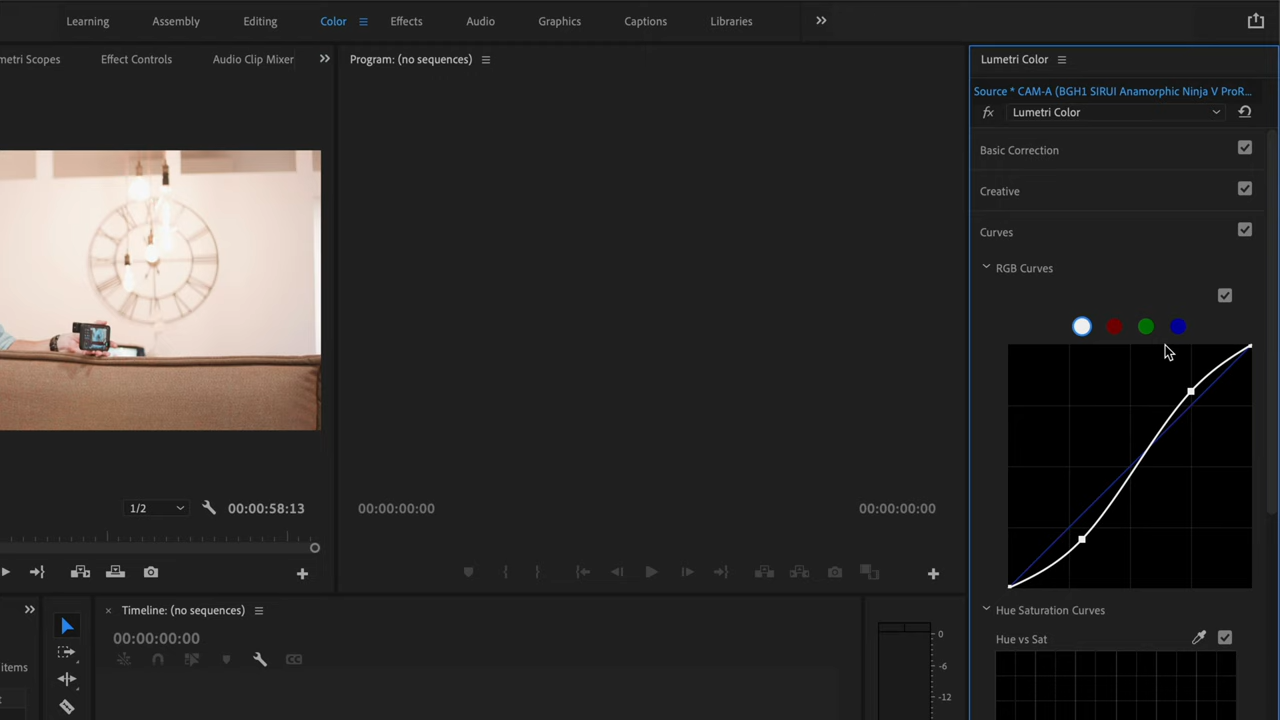 Learning Assembly Editing Color Effects Audio Graphics Captions Libraries
metri Scopes Effect Controls Audio Clip Mixer
Program: (no sequences)
Lumetri Color
Source * CAM-A (BGH1 SIRUI Anamorphic Ninja V ProR...
fx Lumetri Color
Basic Correction
Creative
Curves
RGB Curves
1/2 00:00:58:13
00:00:00:00 00:00:00:00
Timeline: (no sequences)
00:00:00:00
items
0
-6
-12
Hue Saturation Curves
Hue vs Sat